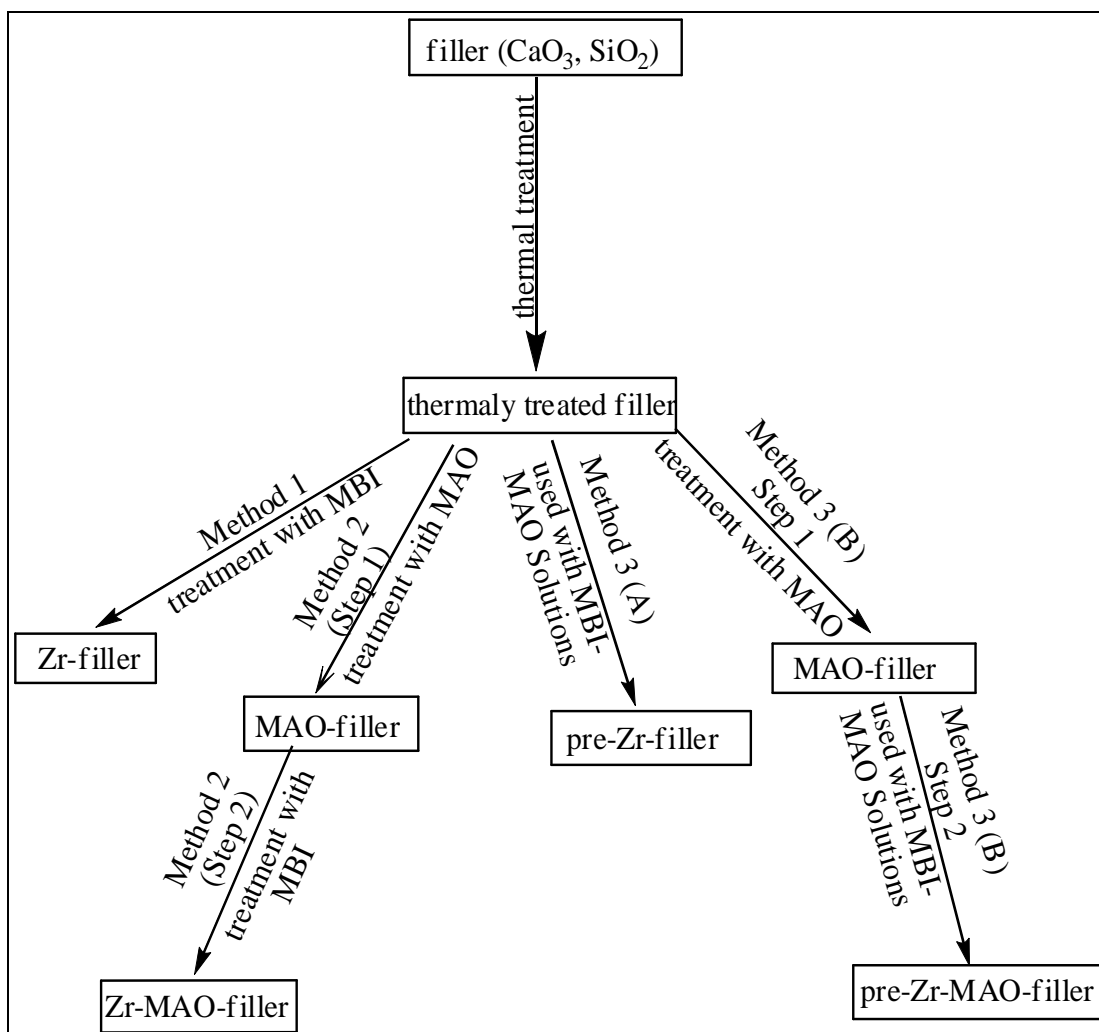 filler (CaO₃, SiO₂)
thermal treatment
thermaly treated filler
Method 1
treatment with MBI
Zr-filler
Method 2
(Step 1)
treatment with MAO
MAO-filler
Method 2
(Step 2)
treatment with
MBI
Zr-MAO-filler
Method 3 (A)
used with MBI-
MAO Solutions
pre-Zr-filler
Method 3 (B)
Step 1
treatment with MAO
MAO-filler
Method 3 (B)
Step 2
used with MBI-
MAO Solutions
pre-Zr-MAO-filler